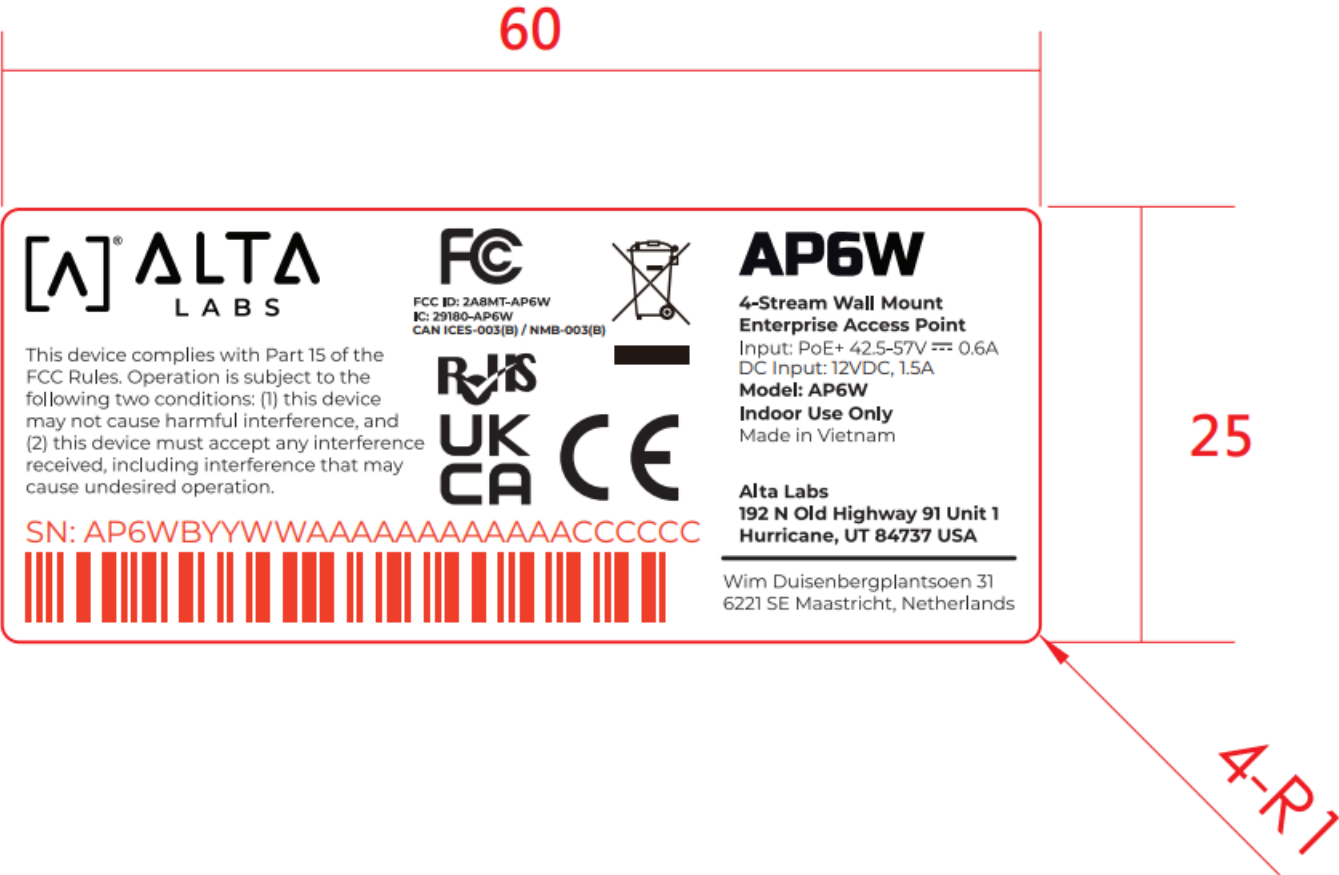 60
[Λ]® ALTA
LABS
This device complies with Part 15 of the
FCC Rules. Operation is subject to the
following two conditions: (1) this device
may not cause harmful interference, and
(2) this device must accept any interference
received, including interference that may
cause undesired operation.
FC
FCC ID: 2A8MT-AP6W
IC: 29180-AP6W
CAN ICES-003(B) / NMB-003(B)
RoHS
UK
CA
CE
SN: AP6WBYYWWAAAAAAAAAAAACCCCCC
AP6W
4-Stream Wall Mount
Enterprise Access Point
Input: PoE+ 42.5-57V ⎓ 0.6A
DC Input: 12VDC, 1.5A
Model: AP6W
Indoor Use Only
Made in Vietnam
Alta Labs
192 N Old Highway 91 Unit 1
Hurricane, UT 84737 USA
Wim Duisenbergplantsoen 31
6221 SE Maastricht, Netherlands
25
4-R1